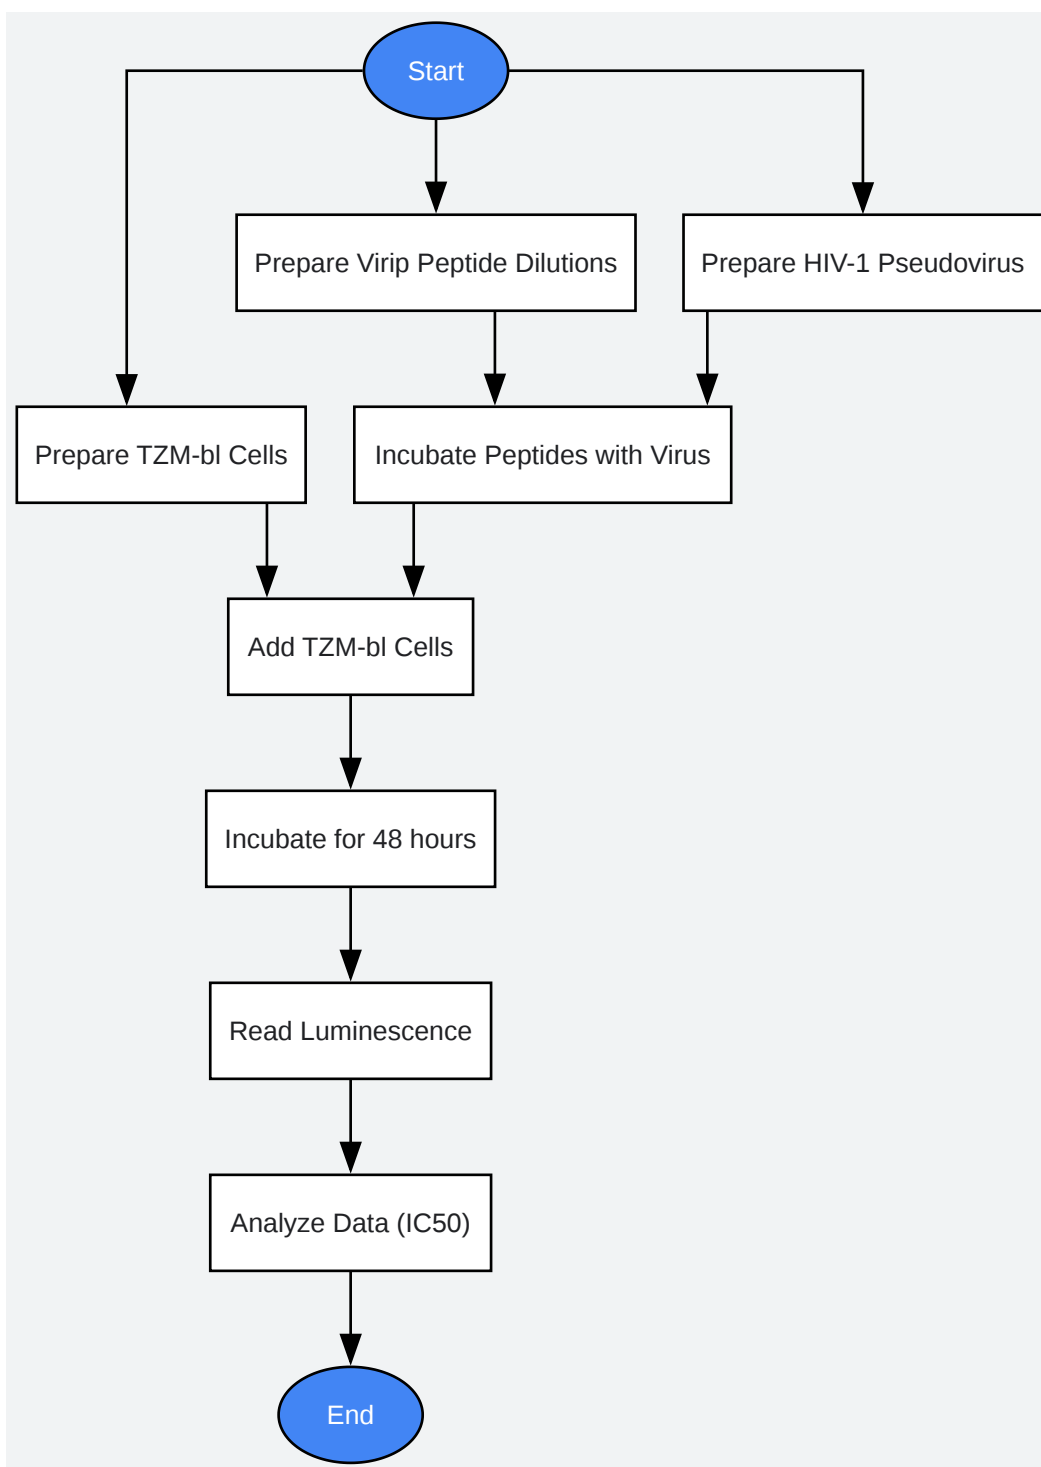 Start
Prepare Virip Peptide Dilutions
Prepare HIV-1 Pseudovirus
Prepare TZM-bl Cells
Incubate Peptides with Virus
Add TZM-bl Cells
Incubate for 48 hours
Read Luminescence
Analyze Data (IC50)
End